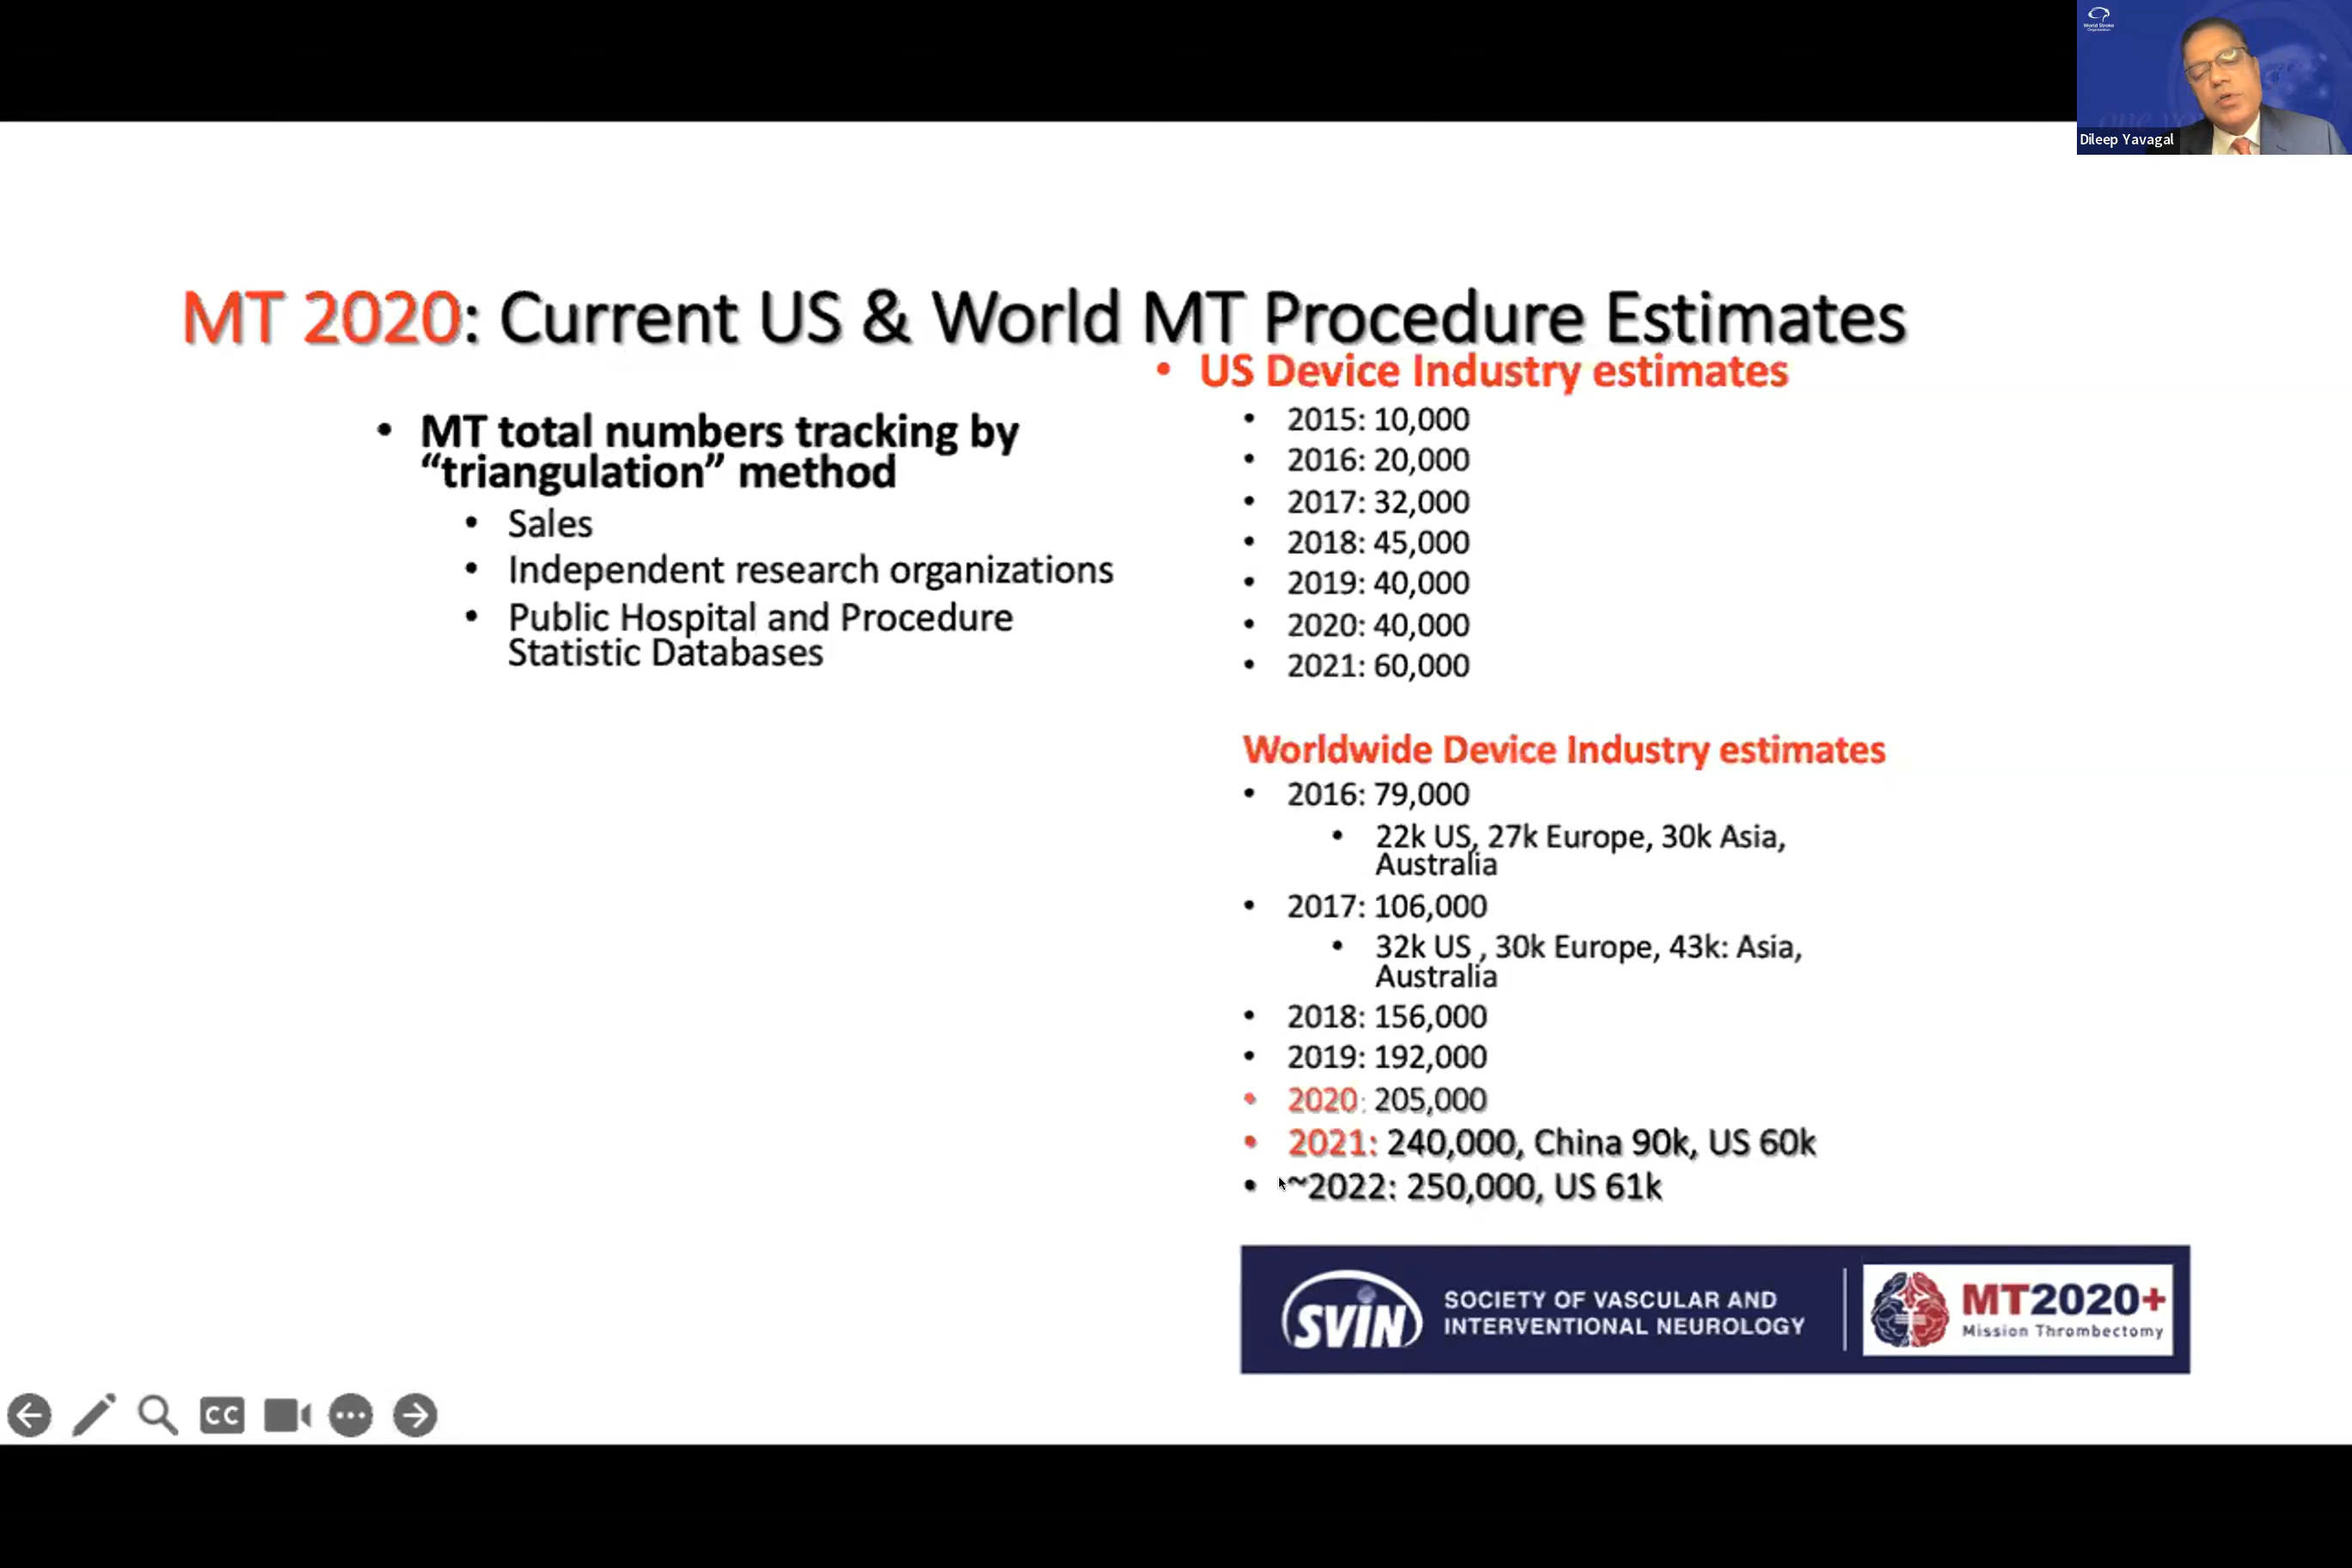 World Stroke
Organization
Dileep Yavagal
MT 2020: Current US & World MT Procedure Estimates
• MT total numbers tracking by
“triangulation” method
• Sales
• Independent research organizations
• Public Hospital and Procedure
Statistic Databases
• US Device Industry estimates
• 2015: 10,000
• 2016: 20,000
• 2017: 32,000
• 2018: 45,000
• 2019: 40,000
• 2020: 40,000
• 2021: 60,000
Worldwide Device Industry estimates
• 2016: 79,000
• 22k US, 27k Europe, 30k Asia,
Australia
• 2017: 106,000
• 32k US , 30k Europe, 43k: Asia,
Australia
• 2018: 156,000
• 2019: 192,000
• 2020: 205,000
• 2021: 240,000, China 90k, US 60k
• ~2022: 250,000, US 61k
SVIN
SOCIETY OF VASCULAR AND
INTERVENTIONAL NEUROLOGY
MT2020+
Mission Thrombectomy
CC